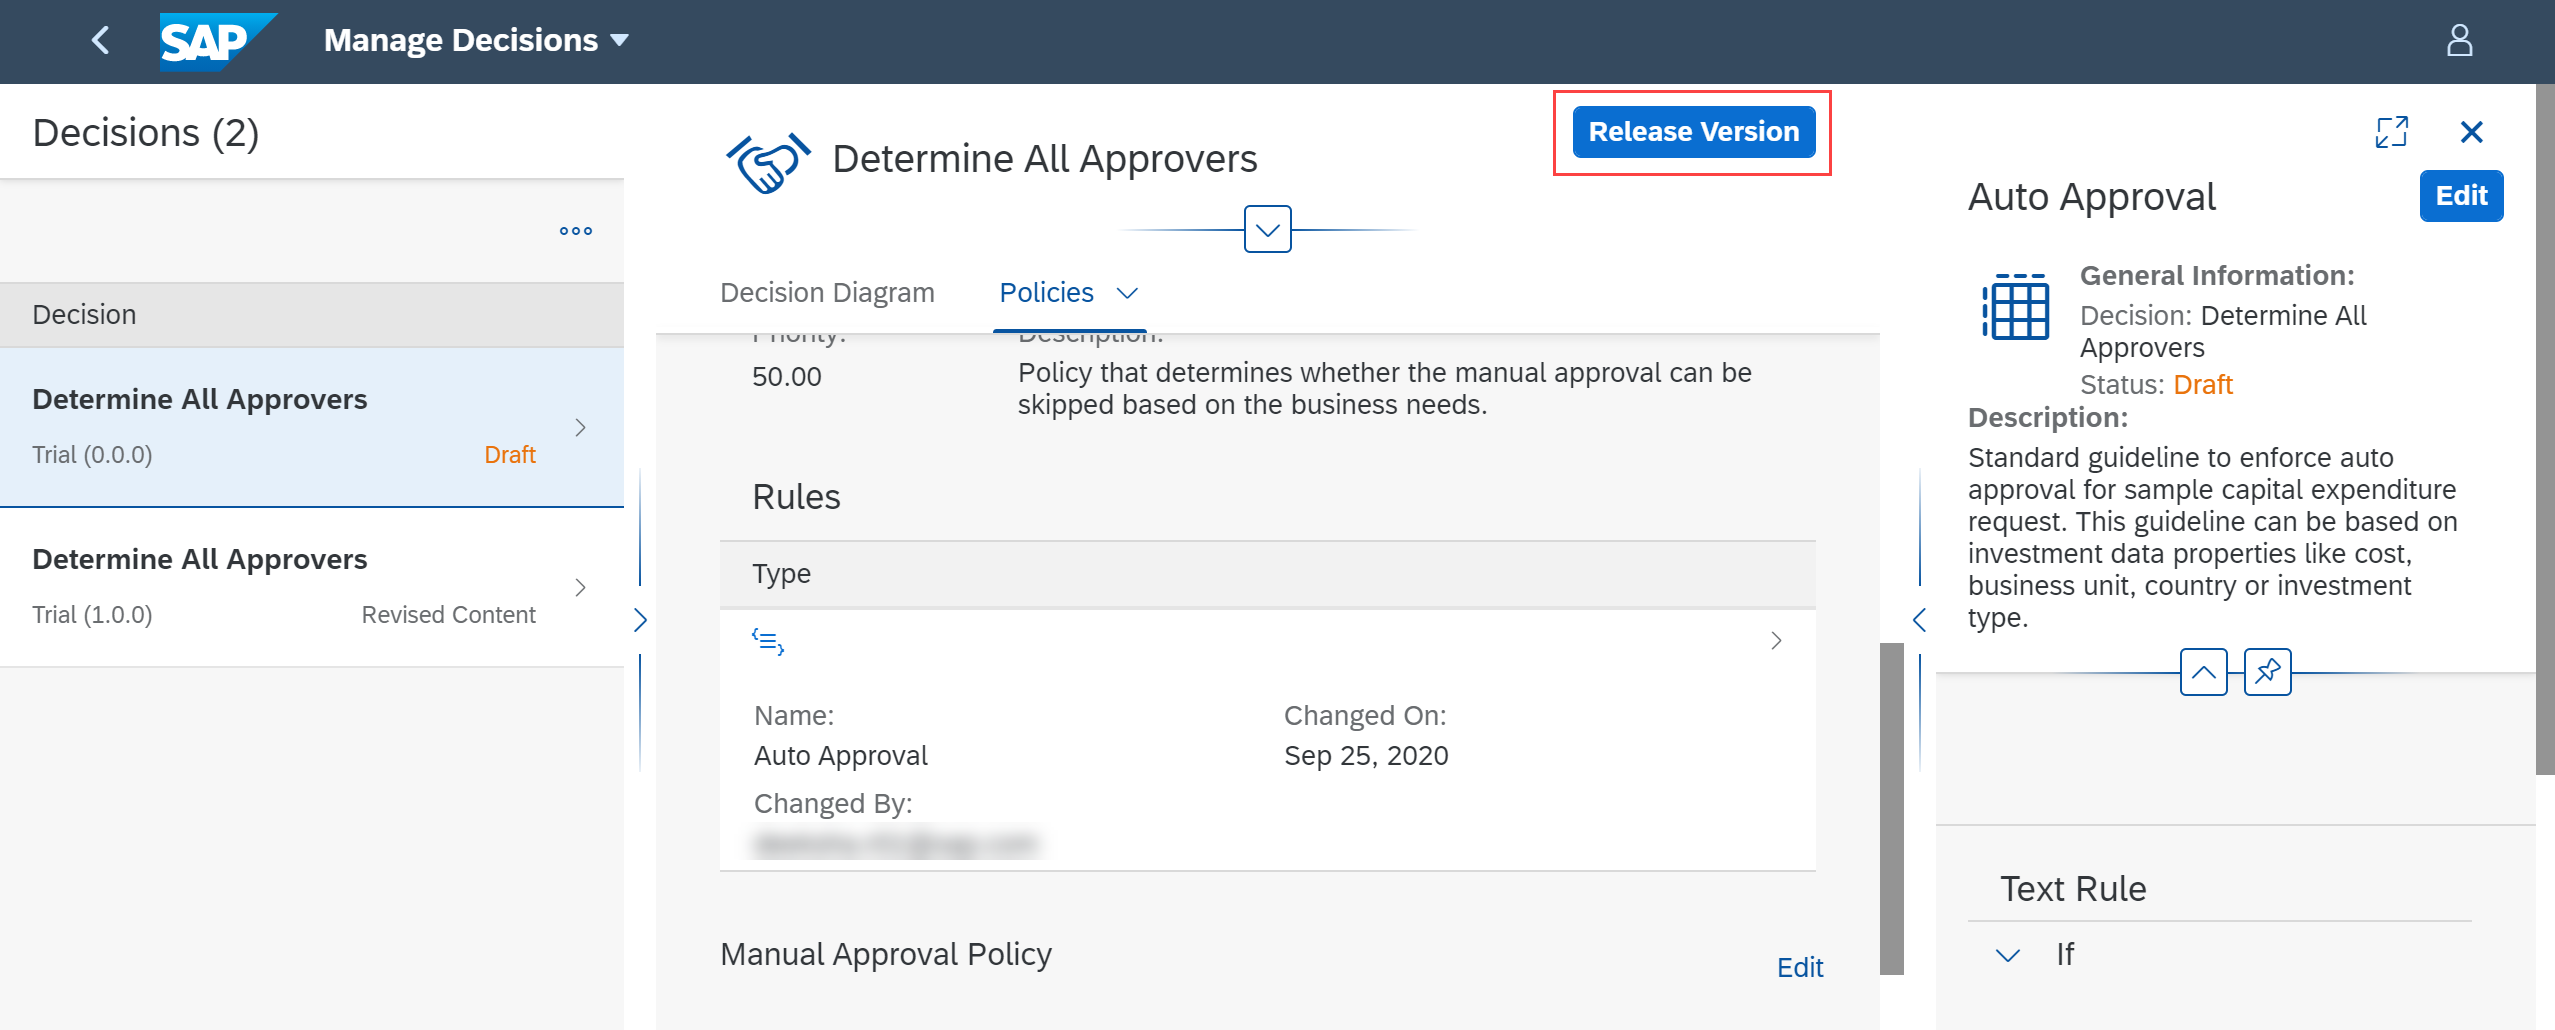 SAP
Manage Decisions
Decisions (2)
Decision
Determine All Approvers
Trial (0.0.0)
Draft
Determine All Approvers
Trial (1.0.0)
Revised Content
Determine All Approvers
Release Version
Decision Diagram
Policies
Priority:
Description:
50.00
Policy that determines whether the manual approval can be
skipped based on the business needs.
Rules
Type
Name:
Auto Approval
Changed On:
Sep 25, 2020
Changed By:
Manual Approval Policy
Edit
Auto Approval
Edit
General Information:
Decision: Determine All
Approvers
Status: Draft
Description:
Standard guideline to enforce auto
approval for sample capital expenditure
request. This guideline can be based on
investment data properties like cost,
business unit, country or investment
type.
Text Rule
If